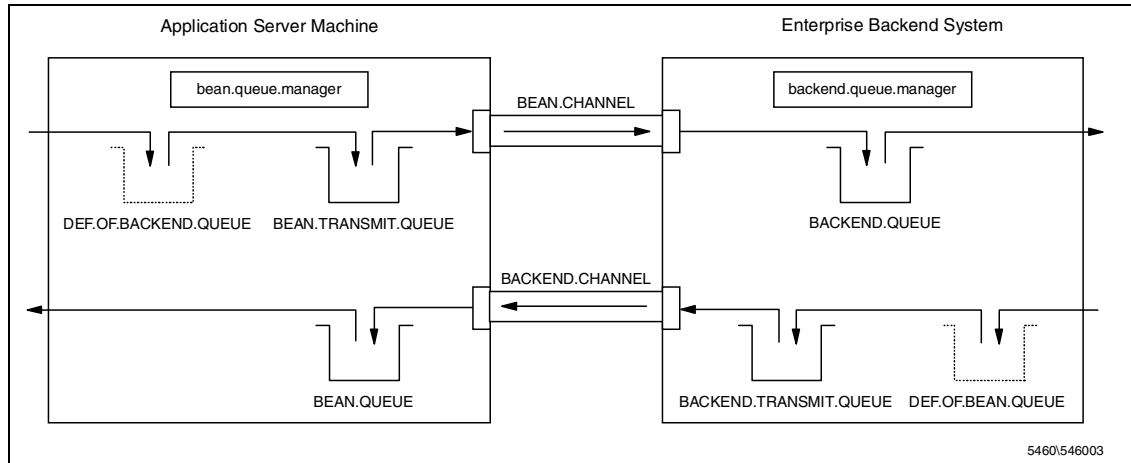 Application Server Machine
Enterprise Backend System
bean.queue.manager
backend.queue.manager
BEAN.CHANNEL
DEF.OF.BACKEND.QUEUE
BEAN.TRANSMIT.QUEUE
BACKEND.QUEUE
BACKEND.CHANNEL
BEAN.QUEUE
BACKEND.TRANSMIT.QUEUE
DEF.OF.BEAN.QUEUE
5460\546003